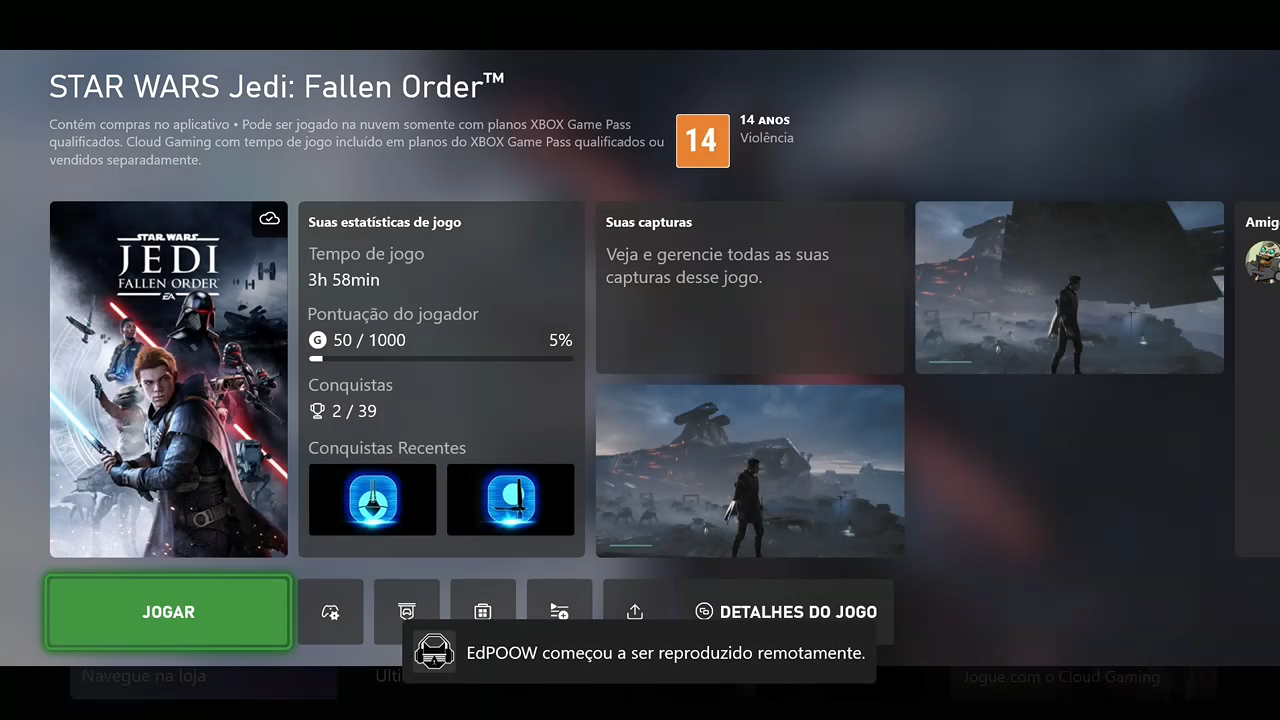 STAR WARS Jedi: Fallen Order™
Contém compras no aplicativo • Pode ser jogado na nuvem somente com planos XBOX Game Pass
qualificados. Cloud Gaming com tempo de jogo incluído em planos do XBOX Game Pass qualificados ou
vendidos separadamente.
14
14 ANOS
Violência
STAR WARS
JEDI
FALLEN ORDER
EA
Suas estatísticas de jogo
Tempo de jogo
3h 58min
Pontuação do jogador
G 50 / 1000 5%
Conquistas
2 / 39
Conquistas Recentes
Suas capturas
Veja e gerencie todas as suas
capturas desse jogo.
Amig
JOGAR
DETALHES DO JOGO
EdPOOW começou a ser reproduzido remotamente.
Navegue na loja
Ulti
Jogue com o Cloud Gaming